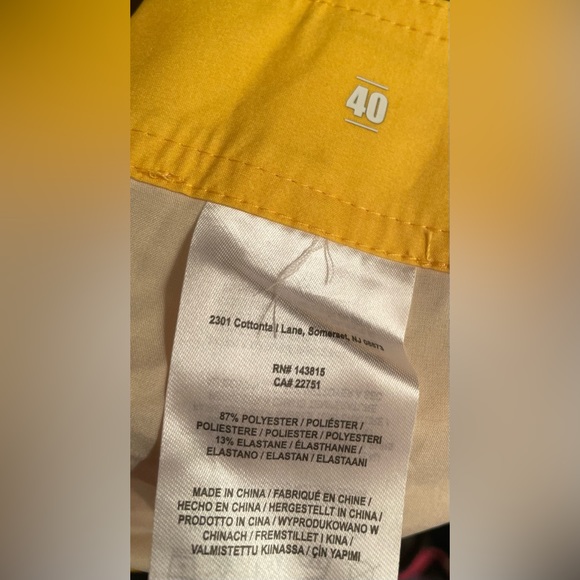 40
2301 Cottontail Lane, Somerset, NJ 08873
RN# 143815
CA# 22751
87% POLYESTER / POLIÉSTER /
POLIESTERE / POLIESTER / POLYESTERI
13% ELASTANE / ÉLASTHANNE /
ELASTANO / ELASTAN / ELASTAANI
MADE IN CHINA / FABRIQUÉ EN CHINE /
HECHO EN CHINA / HERGESTELLT IN CHINA /
PRODOTTO IN CINA / WYPRODUKOWANO W
CHINACH / FREMSTILLET I KINA /
VALMISTETTU KIINASSA / ÇİN YAPIMI